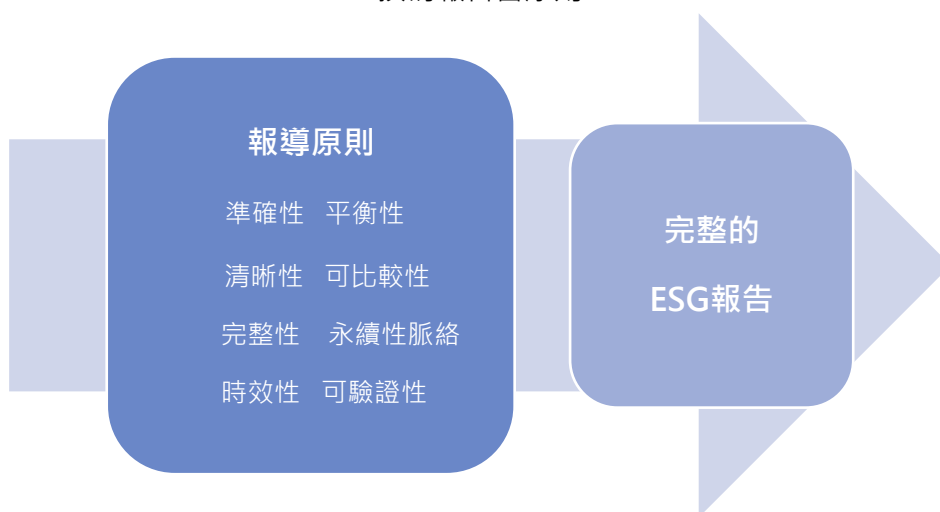 報導原則
準確性 平衡性
清晰性 可比較性
完整性 永續性脈絡
時效性 可驗證性
完整的
ESG報告